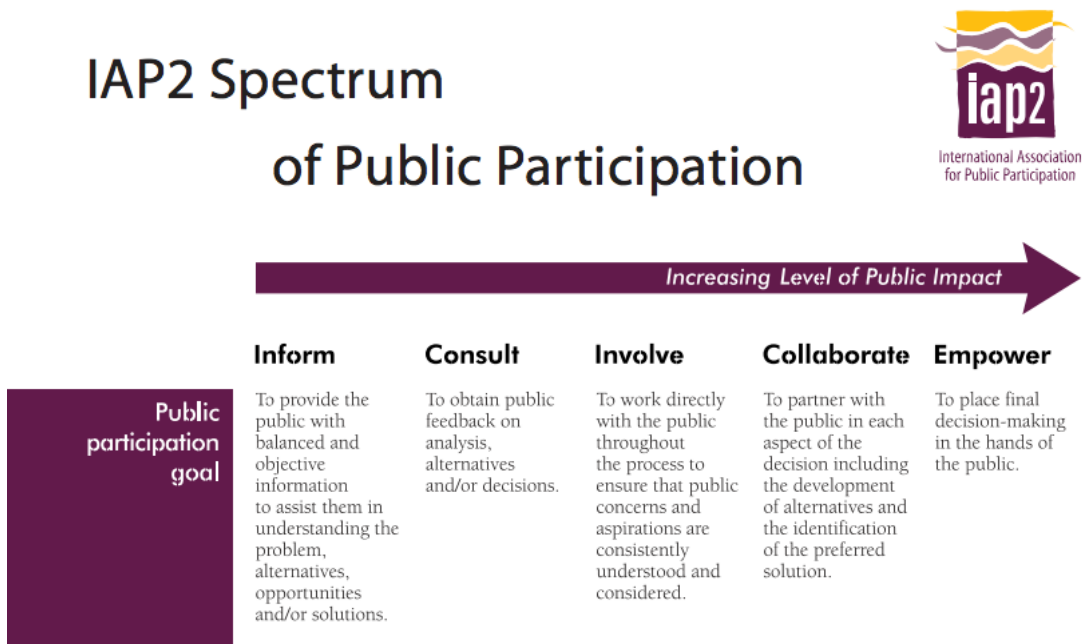 IAP2 Spectrum
of Public Participation
iap2
International Association
for Public Participation
Increasing Level of Public Impact
Public
participation
goal
Inform
To provide the
public with
balanced and
objective
information
to assist them in
understanding the
problem,
alternatives,
opportunities
and/or solutions.
Consult
To obtain public
feedback on
analysis,
alternatives
and/or decisions.
Involve
To work directly
with the public
throughout
the process to
ensure that public
concerns and
aspirations are
consistently
understood and
considered.
Collaborate
To partner with
the public in each
aspect of the
decision including
the development
of alternatives and
the identification
of the preferred
solution.
Empower
To place final
decision-making
in the hands of
the public.